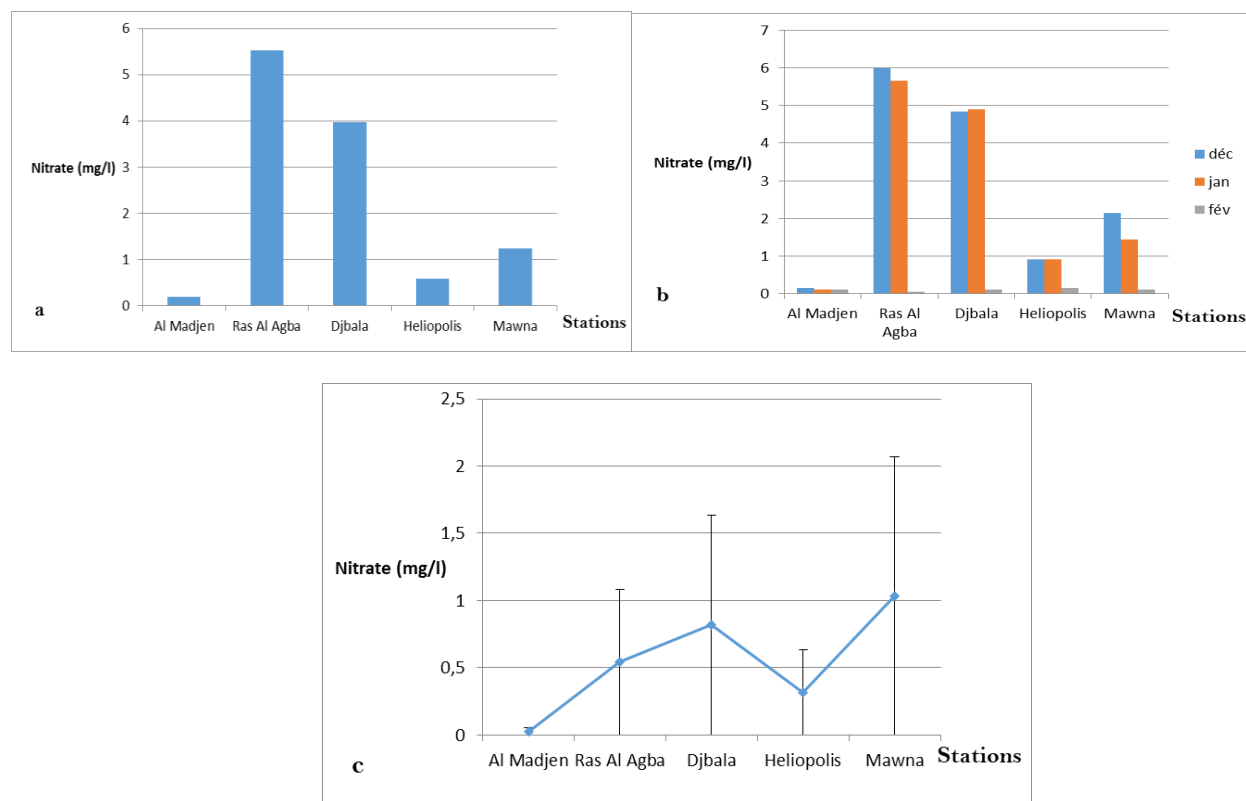 6
5
4
Nitrate (mg/l)
3
2
1
0
a
Al Madjen Ras Al Agba Djbala Heliopolis Mawna Stations
7
6
5
4
Nitrate (mg/l)
3
2
1
0
b
déc
jan
fév
Al Madjen Ras Al Djbala Heliopolis Mawna Stations
Agba
2,5
2
1,5
Nitrate (mg/l)
1
0,5
0
c
Al Madjen Ras Al Agba Djbala Heliopolis Mawna Stations